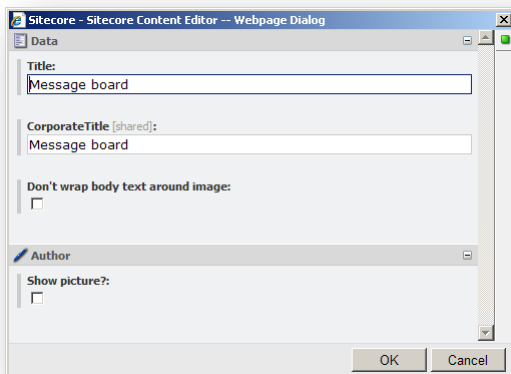 Sitecore - Sitecore Content Editor -- Webpage Dialog
Data
Title:
Message board
CorporateTitle [shared]:
Message board
Don't wrap body text around image:
Author
Show picture?:
OK Cancel